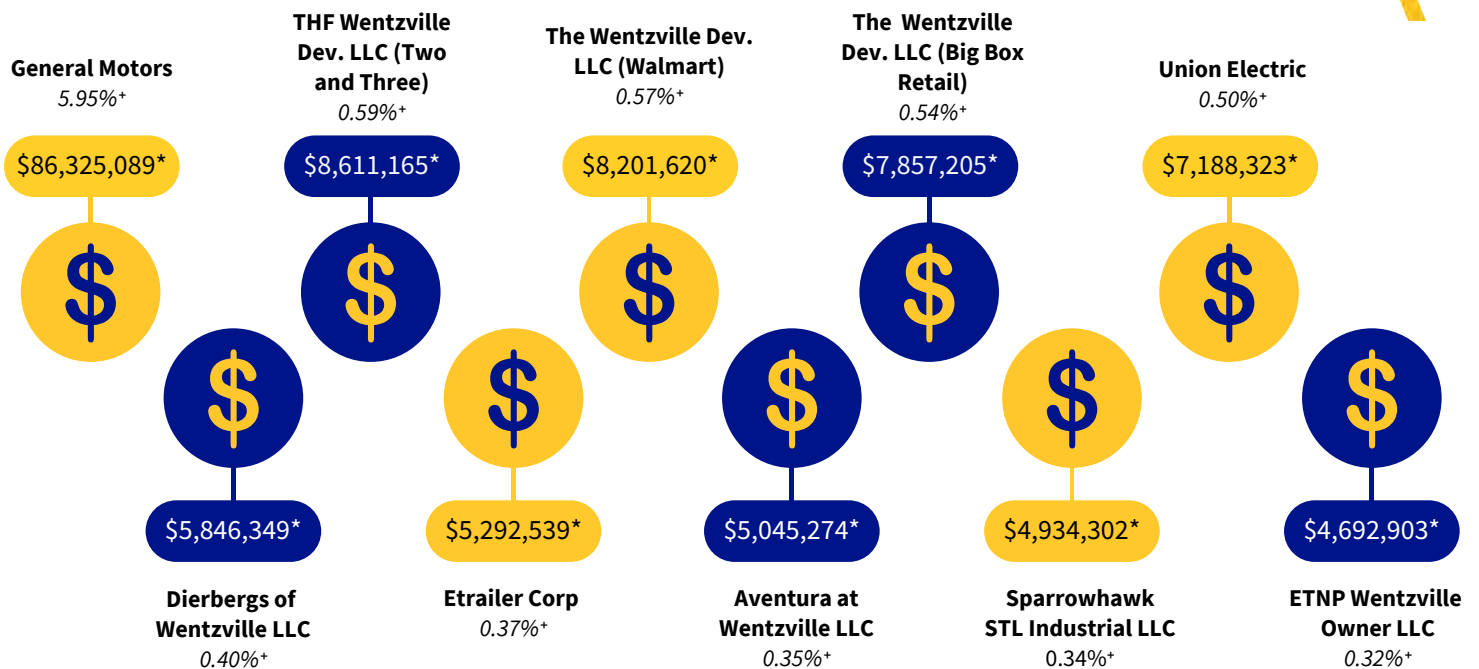 General Motors
5.95%+
$86,325,089*
THF Wentzville
Dev. LLC (Two
and Three)
0.59%+
$8,611,165*
The Wentzville Dev.
LLC (Walmart)
0.57%+
$8,201,620*
The Wentzville
Dev. LLC (Big Box
Retail)
0.54%+
$7,857,205*
Union Electric
0.50%+
$7,188,323*
$
$
$
$
$
$
$
$
$
$
$5,846,349*
Dierbergs of
Wentzville LLC
0.40%+
$5,292,539*
Etrailer Corp
0.37%+
$5,045,274*
Aventura at
Wentzville LLC
0.35%+
$4,934,302*
Sparrowhawk
STL Industrial LLC
0.34%+
$4,692,903*
ETNP Wentzville
Owner LLC
0.32%+